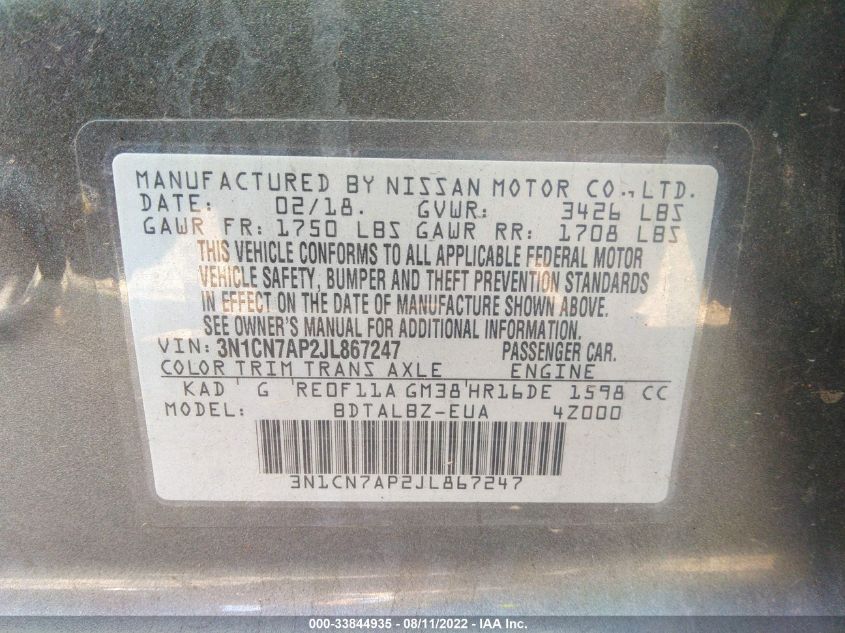 MANUFACTURED BY NISSAN MOTOR CO., LTD.
DATE: 02/18. GVWR: 3426 LBS
GAWR FR: 1750 LBS GAWR RR: 1708 LBS
THIS VEHICLE CONFORMS TO ALL APPLICABLE FEDERAL MOTOR
VEHICLE SAFETY, BUMPER AND THEFT PREVENTION STANDARDS
IN EFFECT ON THE DATE OF MANUFACTURE SHOWN ABOVE.
SEE OWNER'S MANUAL FOR ADDITIONAL INFORMATION.
VIN: 3N1CN7AP2JL867247 PASSENGER CAR.
COLOR TRIM TRANS AXLE ENGINE
KAD G RE0F11A GM38 HR16DE 1598 CC
MODEL: BDTALBZ-EUA 4Z000
3N1CN7AP2JL867247
000-33844935 - 08/11/2022 - IAA Inc.